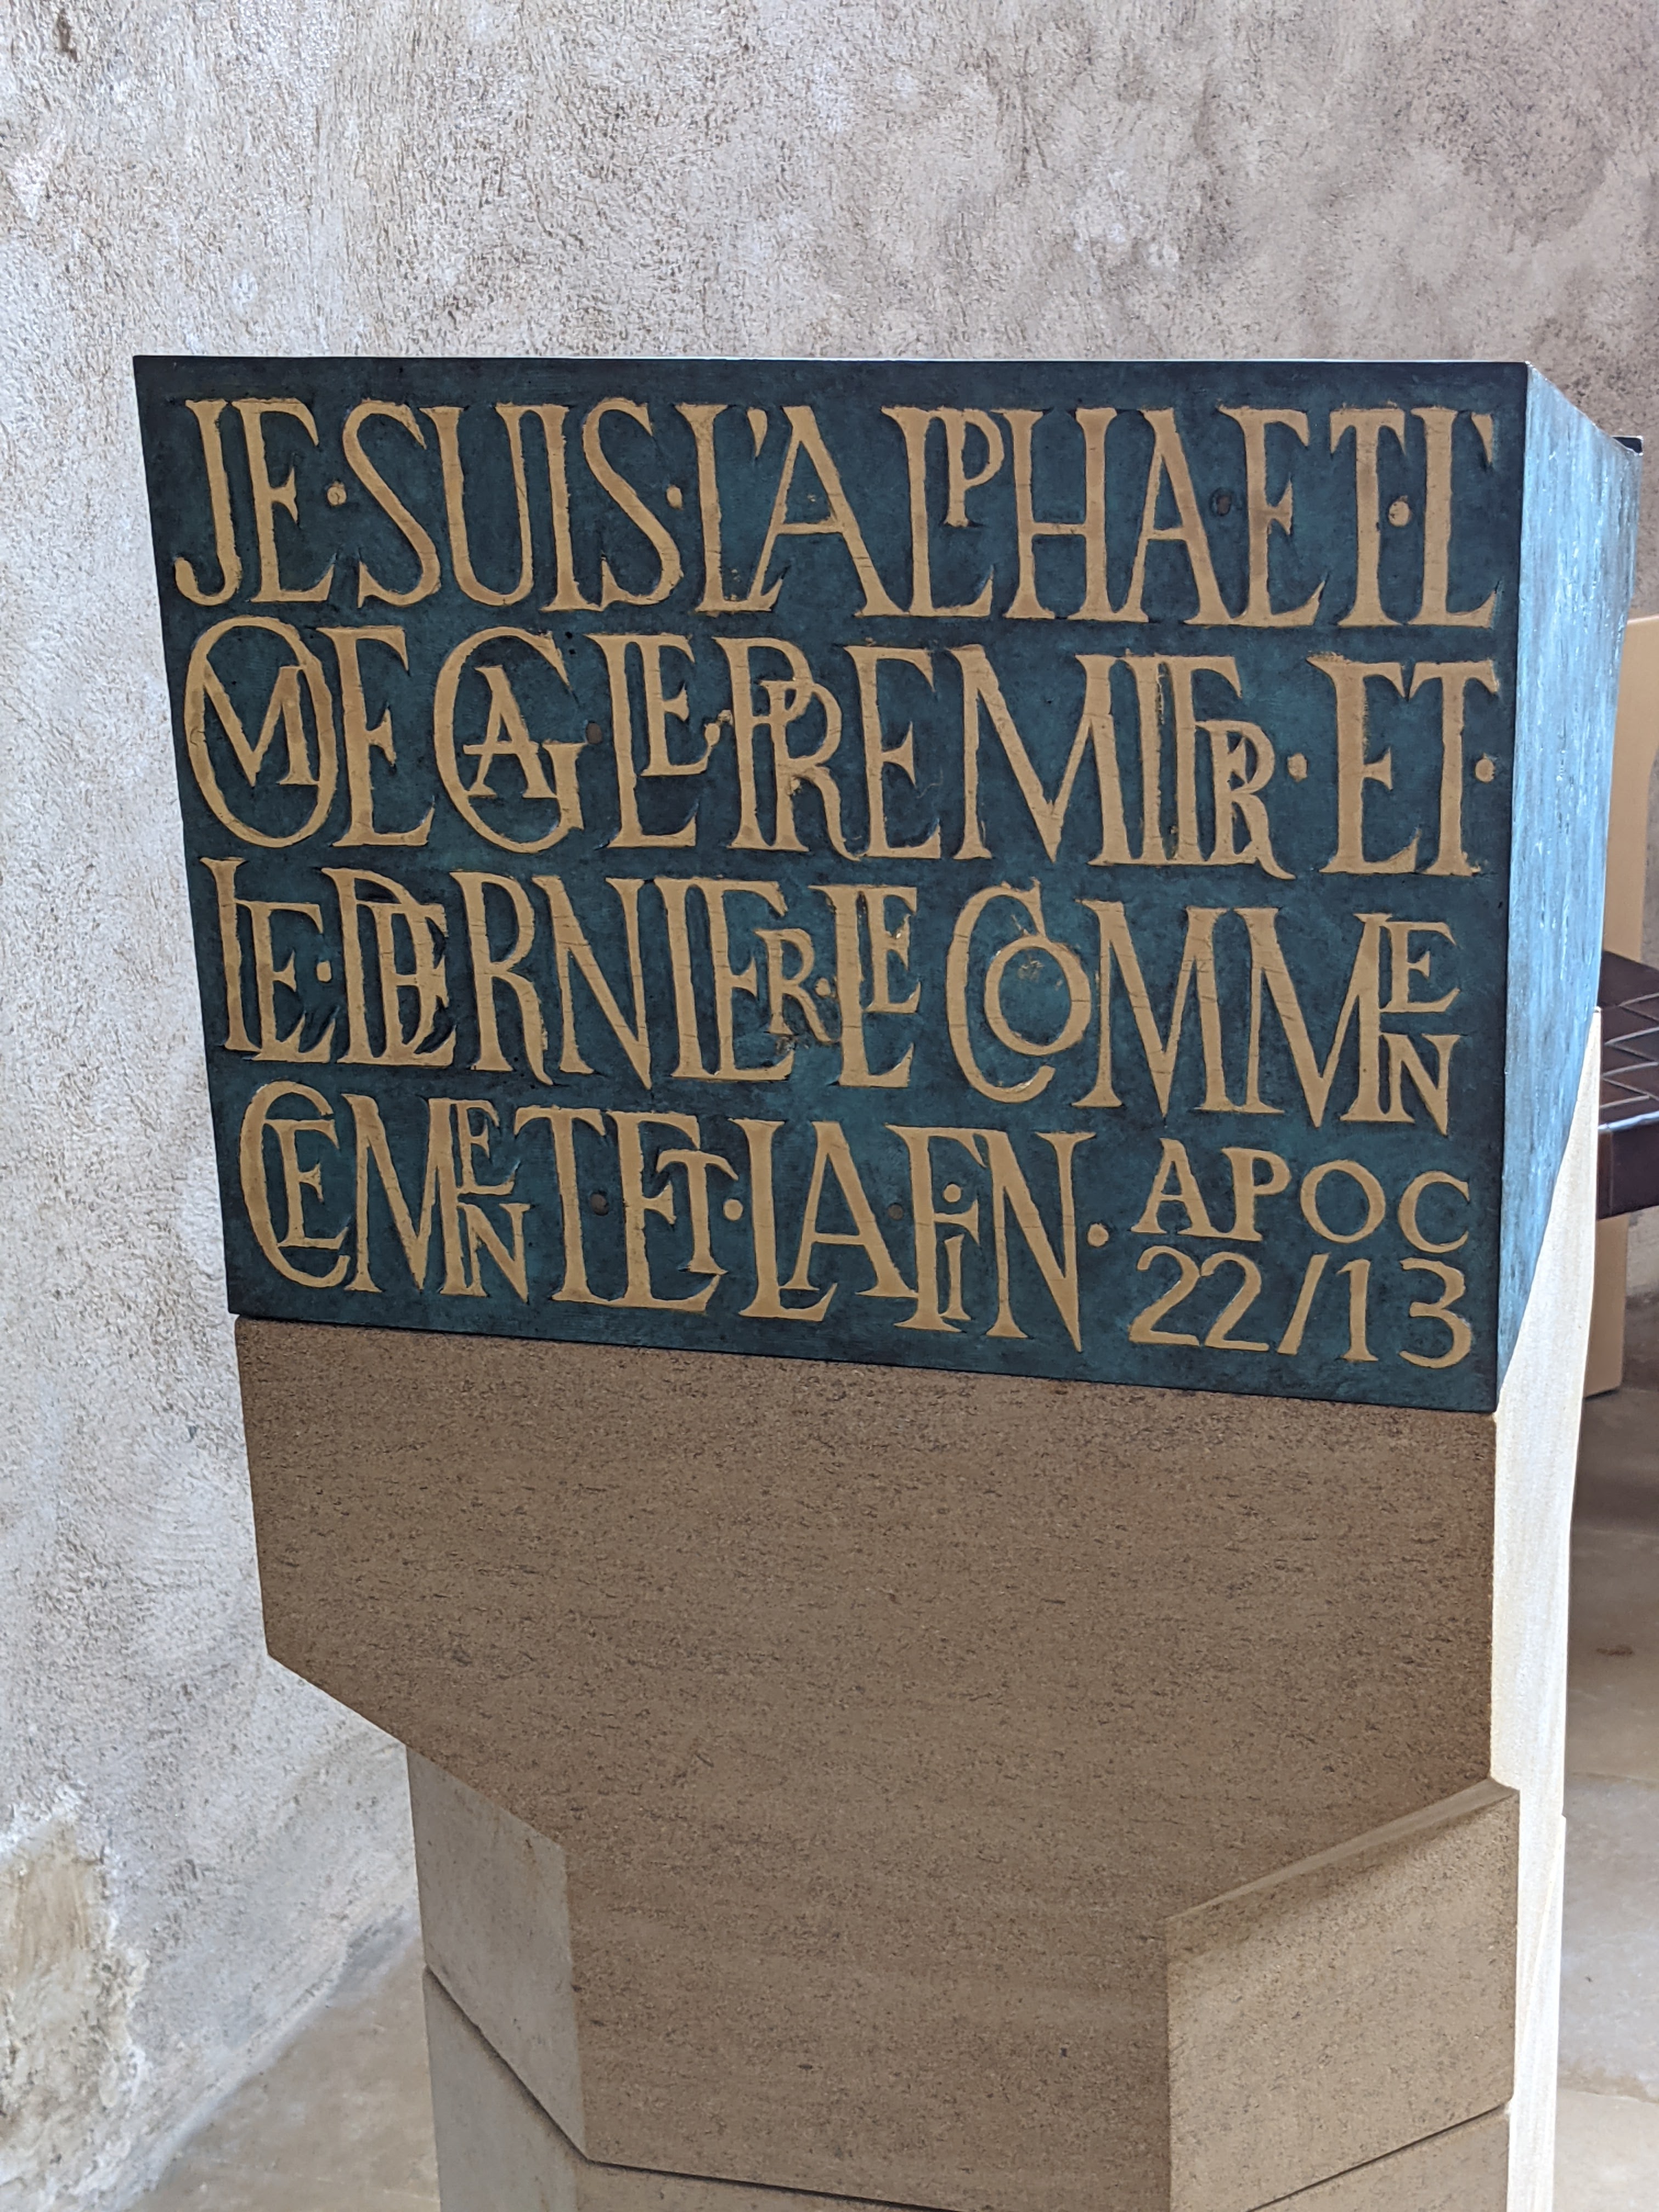 JE·SUIS·L'ALPHA·ET·L'
OMEGA·LE·PREMIER·ET·
LE·DERNIER·LE COMMEN
CEMENT·ET·LA·FIN· APOC
22/13